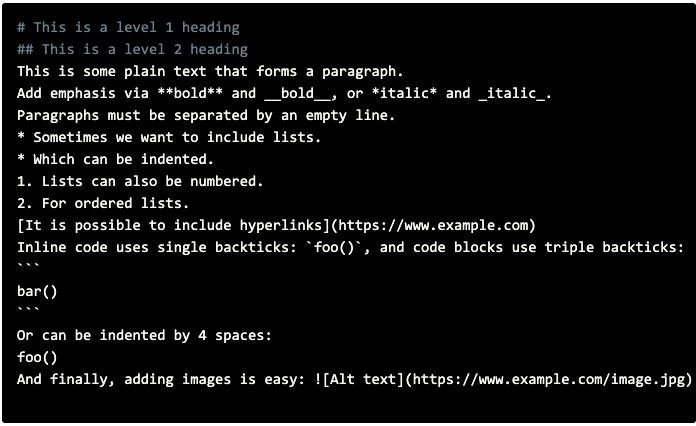 # This is a level 1 heading
## This is a level 2 heading
This is some plain text that forms a paragraph.
Add emphasis via **bold** and __bold__, or *italic* and _italic_.
Paragraphs must be separated by an empty line.
* Sometimes we want to include lists.
* Which can be indented.
1. Lists can also be numbered.
2. For ordered lists.
[It is possible to include hyperlinks](https://www.example.com)
Inline code uses single backticks: `foo()`, and code blocks use triple backticks:
```
bar()
```
Or can be indented by 4 spaces:
foo()
And finally, adding images is easy: ![Alt text](https://www.example.com/image.jpg)